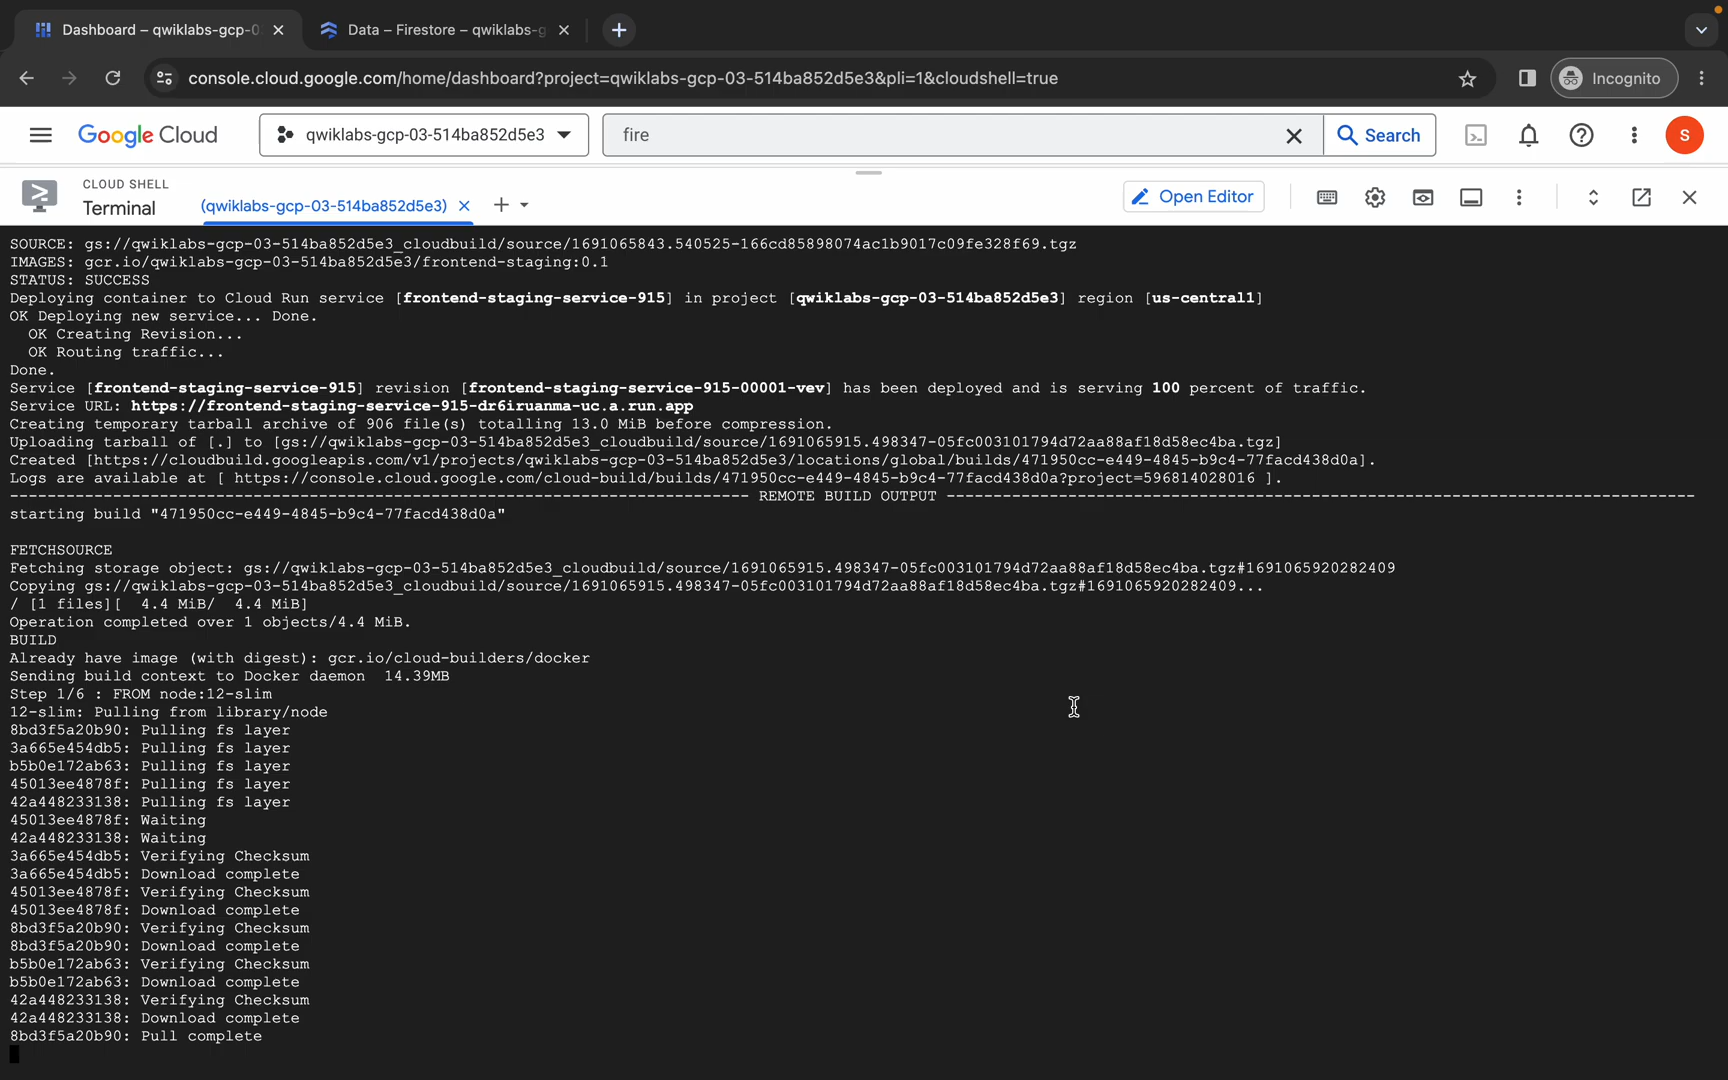 Dashboard – qwiklabs-gcp-0
Data – Firestore – qwiklabs-g
console.cloud.google.com/home/dashboard?project=qwiklabs-gcp-03-514ba852d5e3&pli=1&cloudshell=true
Incognito
Google Cloud
qwiklabs-gcp-03-514ba852d5e3
fire
Search
S
CLOUD SHELL
Terminal
(qwiklabs-gcp-03-514ba852d5e3)
Open Editor
SOURCE: gs://qwiklabs-gcp-03-514ba852d5e3_cloudbuild/source/1691065843.540525-166cd85898074ac1b9017c09fe328f69.tgz
IMAGES: gcr.io/qwiklabs-gcp-03-514ba852d5e3/frontend-staging:0.1
STATUS: SUCCESS
Deploying container to Cloud Run service [frontend-staging-service-915] in project [qwiklabs-gcp-03-514ba852d5e3] region [us-central1]
OK Deploying new service... Done.
OK Creating Revision...
OK Routing traffic...
Done.
Service [frontend-staging-service-915] revision [frontend-staging-service-915-00001-vev] has been deployed and is serving 100 percent of traffic.
Service URL: https://frontend-staging-service-915-dr6iruanma-uc.a.run.app
Creating temporary tarball archive of 906 file(s) totalling 13.0 MiB before compression.
Uploading tarball of [.] to [gs://qwiklabs-gcp-03-514ba852d5e3_cloudbuild/source/1691065915.498347-05fc003101794d72aa88af18d58ec4ba.tgz]
Created [https://cloudbuild.googleapis.com/v1/projects/qwiklabs-gcp-03-514ba852d5e3/locations/global/builds/471950cc-e449-4845-b9c4-77facd438d0a].
Logs are available at [ https://console.cloud.google.com/cloud-build/builds/471950cc-e449-4845-b9c4-77facd438d0a?project=596814028016 ].
------------------------------------------------------------------------------- REMOTE BUILD OUTPUT --------------------------------------------------------------------------------
starting build "471950cc-e449-4845-b9c4-77facd438d0a"
FETCHSOURCE
Fetching storage object: gs://qwiklabs-gcp-03-514ba852d5e3_cloudbuild/source/1691065915.498347-05fc003101794d72aa88af18d58ec4ba.tgz#1691065920282409
Copying gs://qwiklabs-gcp-03-514ba852d5e3_cloudbuild/source/1691065915.498347-05fc003101794d72aa88af18d58ec4ba.tgz#1691065920282409...
/ [1 files][  4.4 MiB/  4.4 MiB]
Operation completed over 1 objects/4.4 MiB.
BUILD
Already have image (with digest): gcr.io/cloud-builders/docker
Sending build context to Docker daemon  14.39MB
Step 1/6 : FROM node:12-slim
12-slim: Pulling from library/node
8bd3f5a20b90: Pulling fs layer
3a665e454db5: Pulling fs layer
b5b0e172ab63: Pulling fs layer
45013ee4878f: Pulling fs layer
42a448233138: Pulling fs layer
45013ee4878f: Waiting
42a448233138: Waiting
3a665e454db5: Verifying Checksum
3a665e454db5: Download complete
45013ee4878f: Verifying Checksum
45013ee4878f: Download complete
8bd3f5a20b90: Verifying Checksum
8bd3f5a20b90: Download complete
b5b0e172ab63: Verifying Checksum
b5b0e172ab63: Download complete
42a448233138: Verifying Checksum
42a448233138: Download complete
8bd3f5a20b90: Pull complete